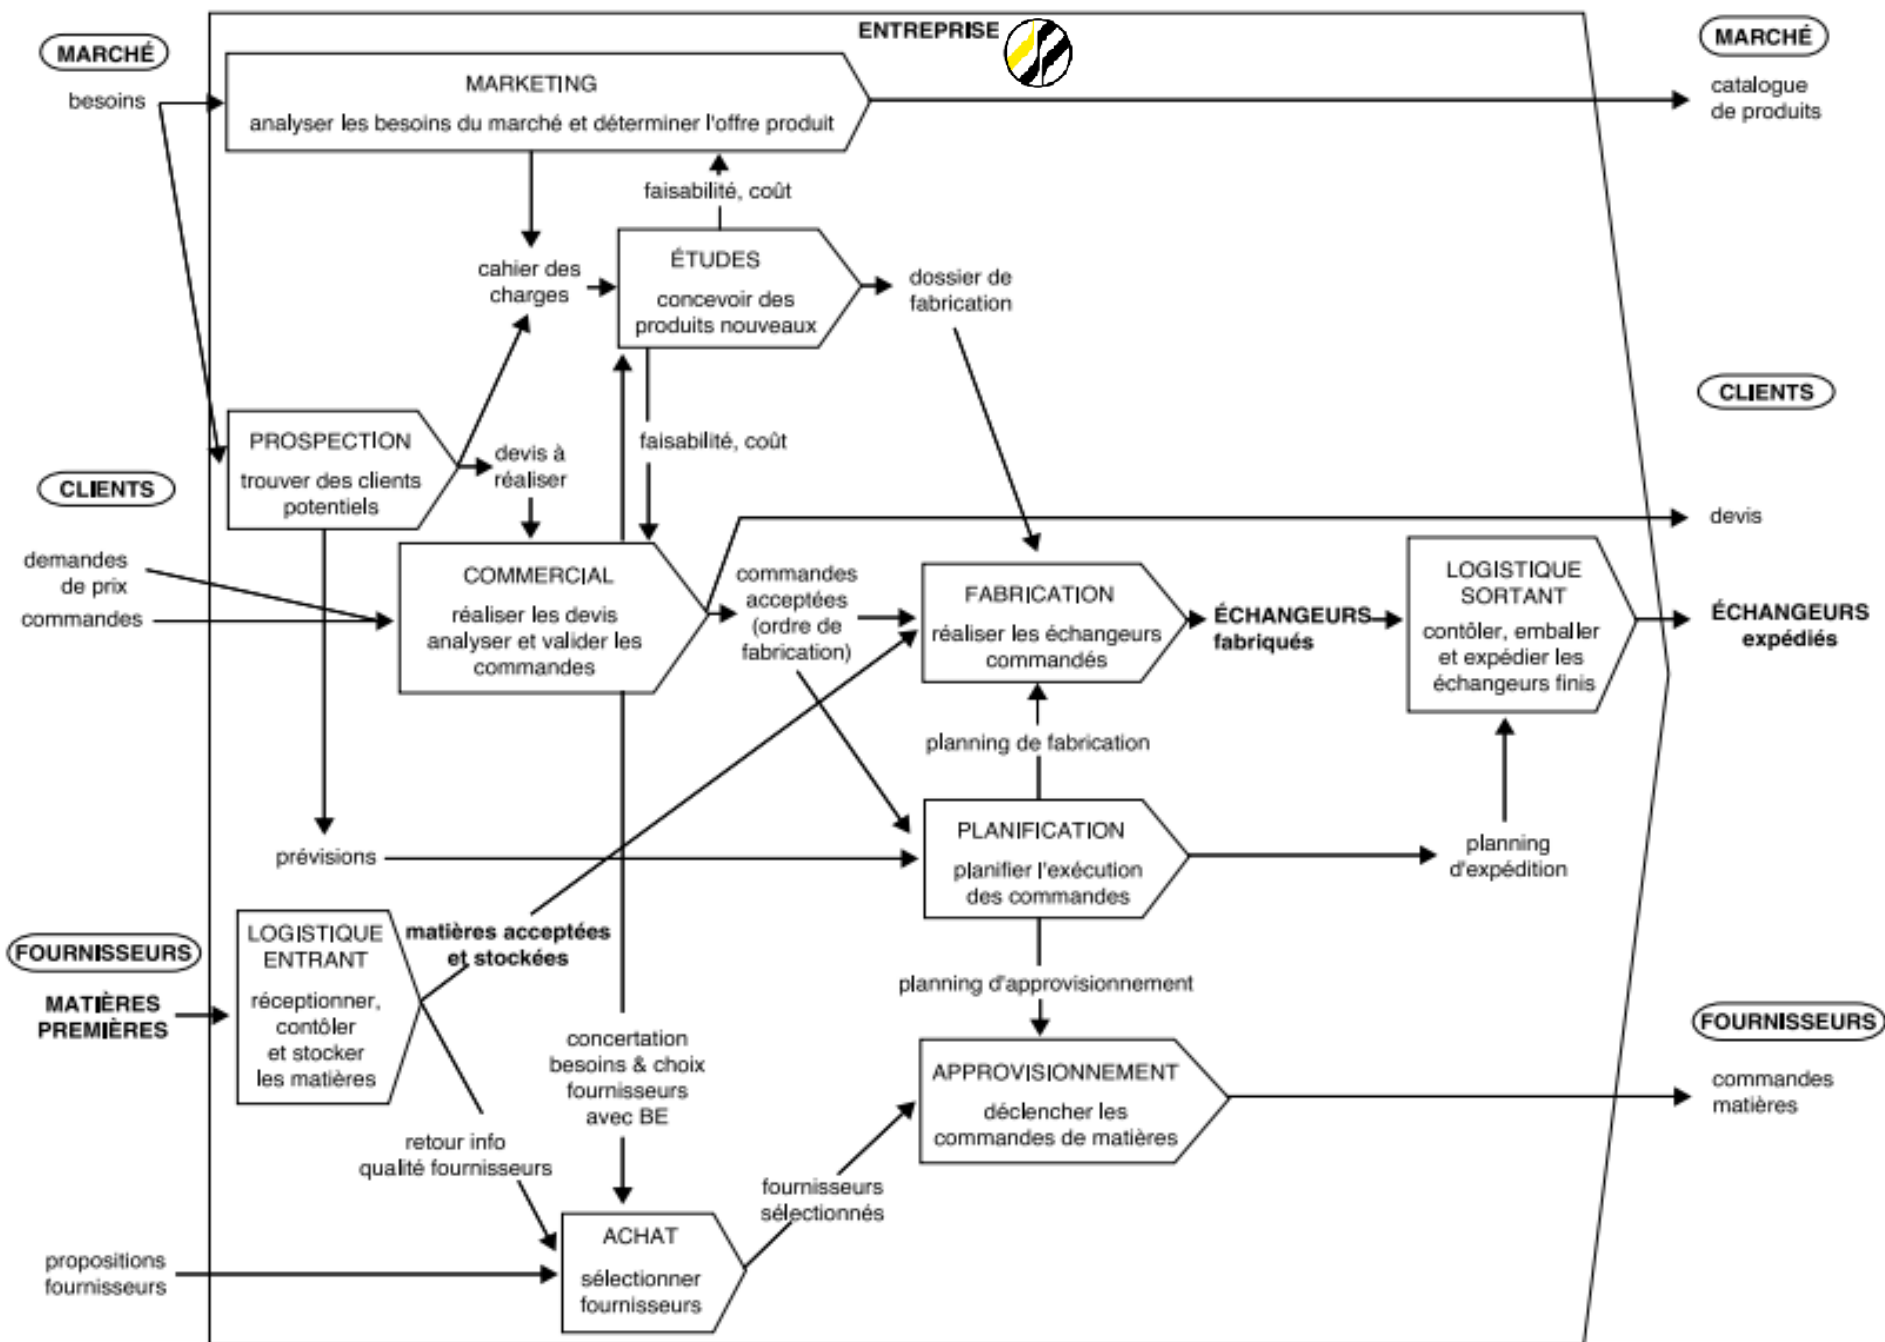 ENTREPRISE
MARCHÉ
besoins
MARKETING
analyser les besoins du marché et déterminer l'offre produit
MARCHÉ
catalogue
de produits
faisabilité, coût
cahier des
charges
ÉTUDES
concevoir des
produits nouveaux
dossier de
fabrication
CLIENTS
PROSPECTION
trouver des clients
potentiels
devis à
réaliser
faisabilité, coût
CLIENTS
devis
demandes
de prix
commandes
COMMERCIAL
réaliser les devis
analyser et valider les
commandes
commandes
acceptées
(ordre de
fabrication)
FABRICATION
réaliser les échangeurs
commandés
ÉCHANGEURS
fabriqués
LOGISTIQUE
SORTANT
contôler, emballer
et expédier les
échangeurs finis
ÉCHANGEURS
expédiés
planning de fabrication
prévisions
PLANIFICATION
planifier l'exécution
des commandes
planning
d'expédition
FOURNISSEURS
MATIÈRES
PREMIÈRES
LOGISTIQUE
ENTRANT
réceptionner,
contôler
et stocker
les matières
matières acceptées
et stockées
planning d'approvisionnement
concertation
besoins & choix
fournisseurs
avec BE
APPROVISIONNEMENT
déclencher les
commandes de matières
FOURNISSEURS
commandes
matières
retour info
qualité fournisseurs
fournisseurs
sélectionnés
propositions
fournisseurs
ACHAT
sélectionner
fournisseurs